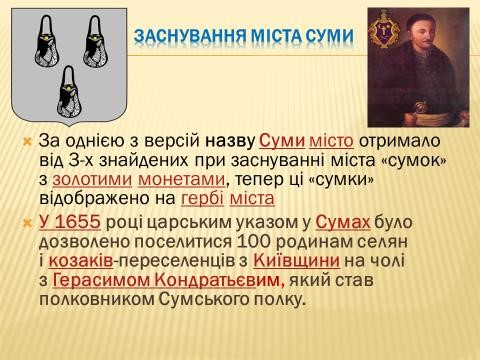 ЗАСНУВАННЯ МІСТА СУМИ
За однією з версій назву Суми місто отримало
від 3-х знайдених при заснуванні міста «сумок»
з золотими монетами, тепер ці «сумки»
відображено на гербі міста
У 1655 році царським указом у Сумах було
дозволено поселитися 100 родинам селян
і козаків-переселенців з Київщини на чолі
з Герасимом Кондратьєвим, який став
полковником Сумського полку.